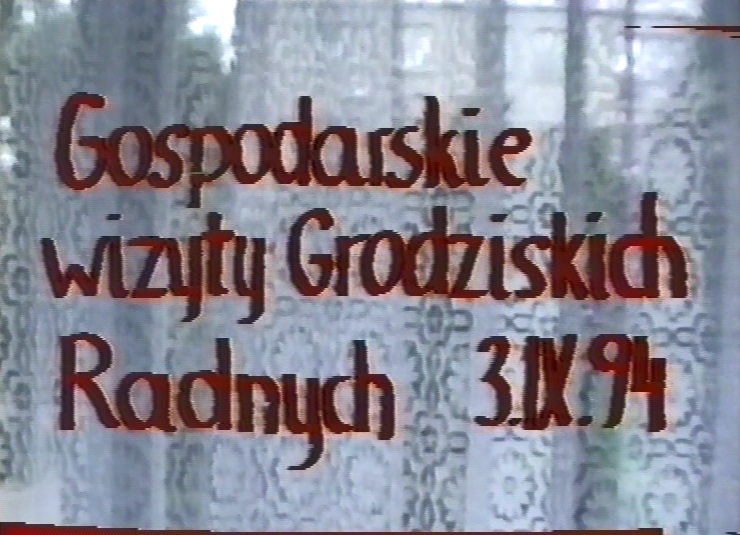 Gospodarskie
wizyty Grodziskich
Radnych 3.IX.94